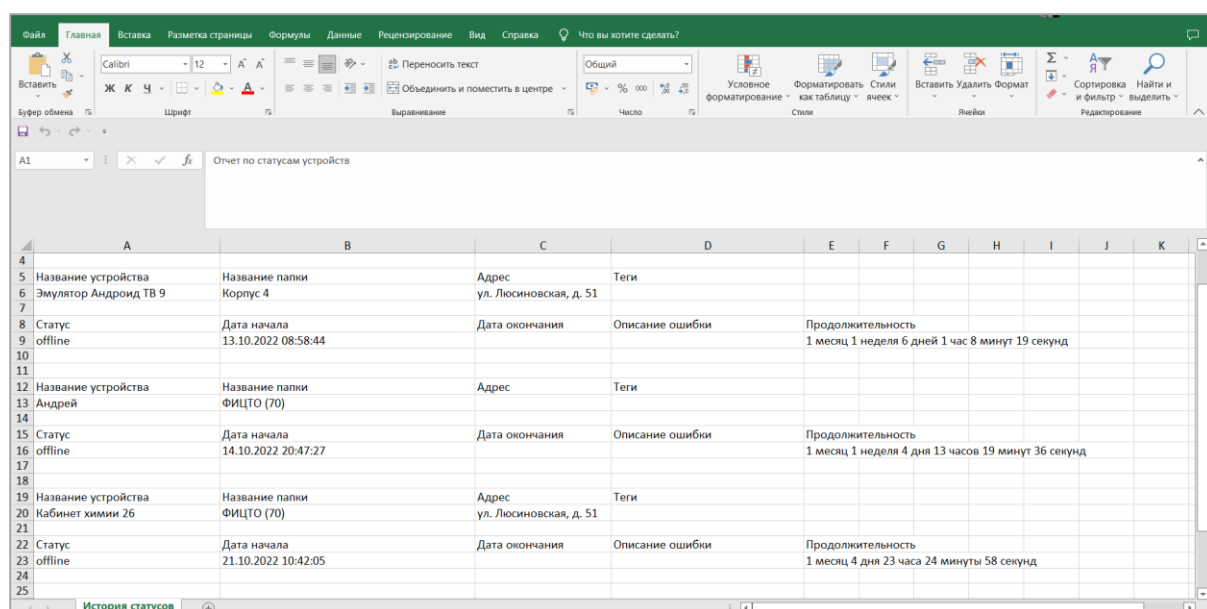 Файл Главная Вставка Разметка страницы Формулы Данные Рецензирование Вид Справка Что вы хотите сделать?
Вставить
Calibri 12
Ж К Ч
Переносить текст
Объединить и поместить в центре
Общий
% 000
Условное форматирование
Форматировать как таблицу
Стили ячеек
Вставить Удалить Формат
Сортировка и фильтр
Найти и выделить
Буфер обмена Шрифт Выравнивание Число Стили Ячейки Редактирование
A1 fx Отчет по статусам устройств
A B C D E F G H I J K
4
5 Название устройства Название папки Адрес Теги
6 Эмулятор Андроид ТВ 9 Корпус 4 ул. Люсиновская, д. 51
7
8 Статус Дата начала Дата окончания Описание ошибки Продолжительность
9 offline 13.10.2022 08:58:44 1 месяц 1 неделя 6 дней 1 час 8 минут 19 секунд
10
11
12 Название устройства Название папки Адрес Теги
13 Андрей ФИЦТО (70)
14
15 Статус Дата начала Дата окончания Описание ошибки Продолжительность
16 offline 14.10.2022 20:47:27 1 месяц 1 неделя 4 дня 13 часов 19 минут 36 секунд
17
18
19 Название устройства Название папки Адрес Теги
20 Кабинет химии 26 ФИЦТО (70) ул. Люсиновская, д. 51
21
22 Статус Дата начала Дата окончания Описание ошибки Продолжительность
23 offline 21.10.2022 10:42:05 1 месяц 4 дня 23 часа 24 минуты 58 секунд
24
25
История статусов